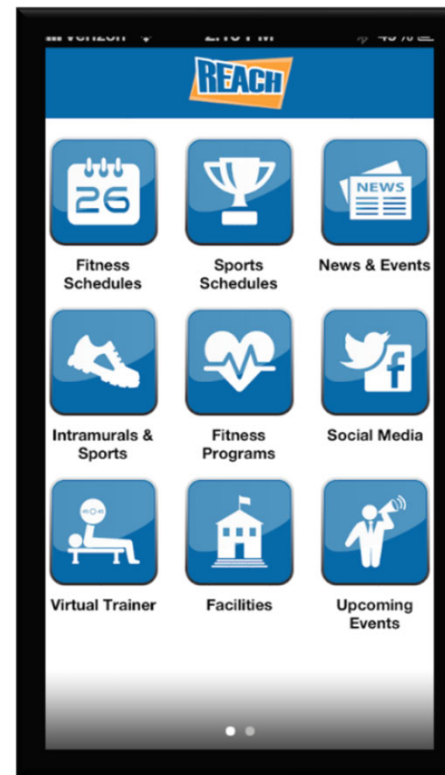 REACH
26
NEWS
Fitness
Schedules
Sports
Schedules
News & Events
Intramurals &
Sports
Fitness
Programs
Social Media
f
Virtual Trainer
Facilities
Upcoming
Events